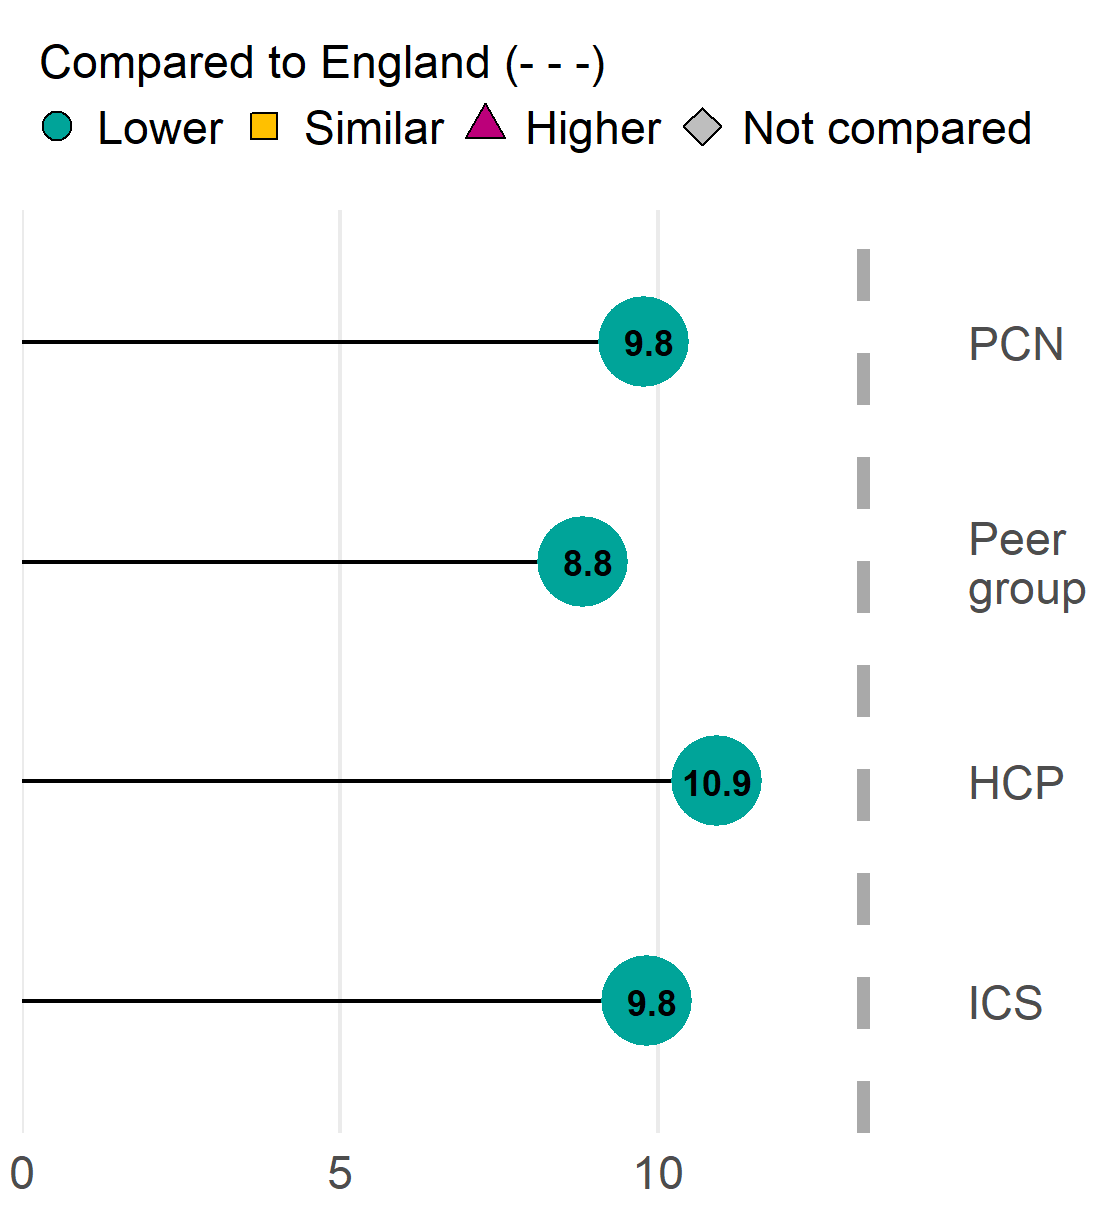 Compared to England (- - -)
Lower Similar Higher Not compared
9.8 PCN
8.8 Peer
group
10.9 HCP
9.8 ICS
0 5 10